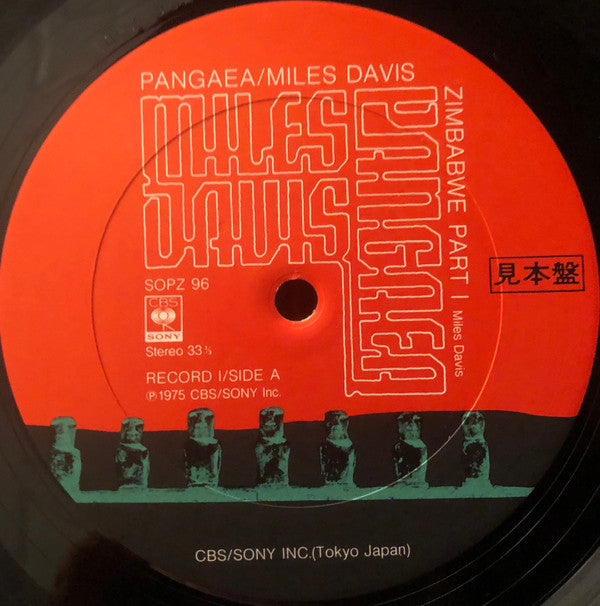 PANGAEA/MILES DAVIS
MILES
DAVIS
PANGAEA
ZIMBABWE PART I Miles Davis
見本盤
SOPZ 96
CBS
SONY
Stereo 33⅓
RECORD I/SIDE A
℗1975 CBS/SONY Inc.
CBS/SONY INC.(Tokyo Japan)